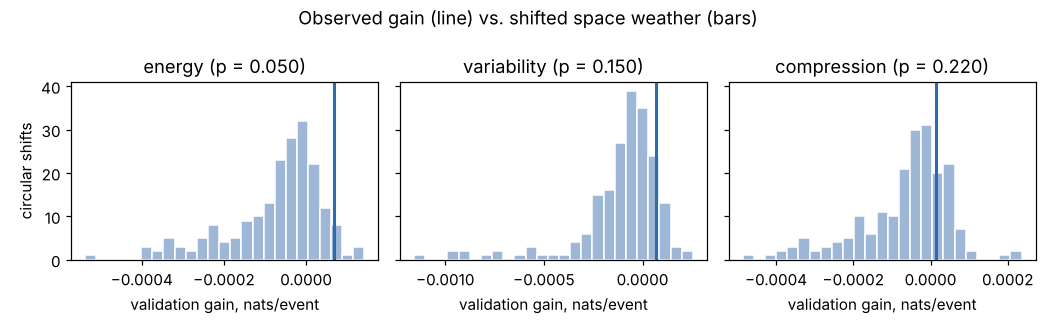 Observed gain (line) vs. shifted space weather (bars)
energy (p = 0.050)
variability (p = 0.150)
compression (p = 0.220)
circular shifts
40
30
20
10
0
−0.0004 −0.0002 0.0000
−0.0010 −0.0005 0.0000
−0.0004 −0.0002 0.0000 0.0002
validation gain, nats/event
validation gain, nats/event
validation gain, nats/event